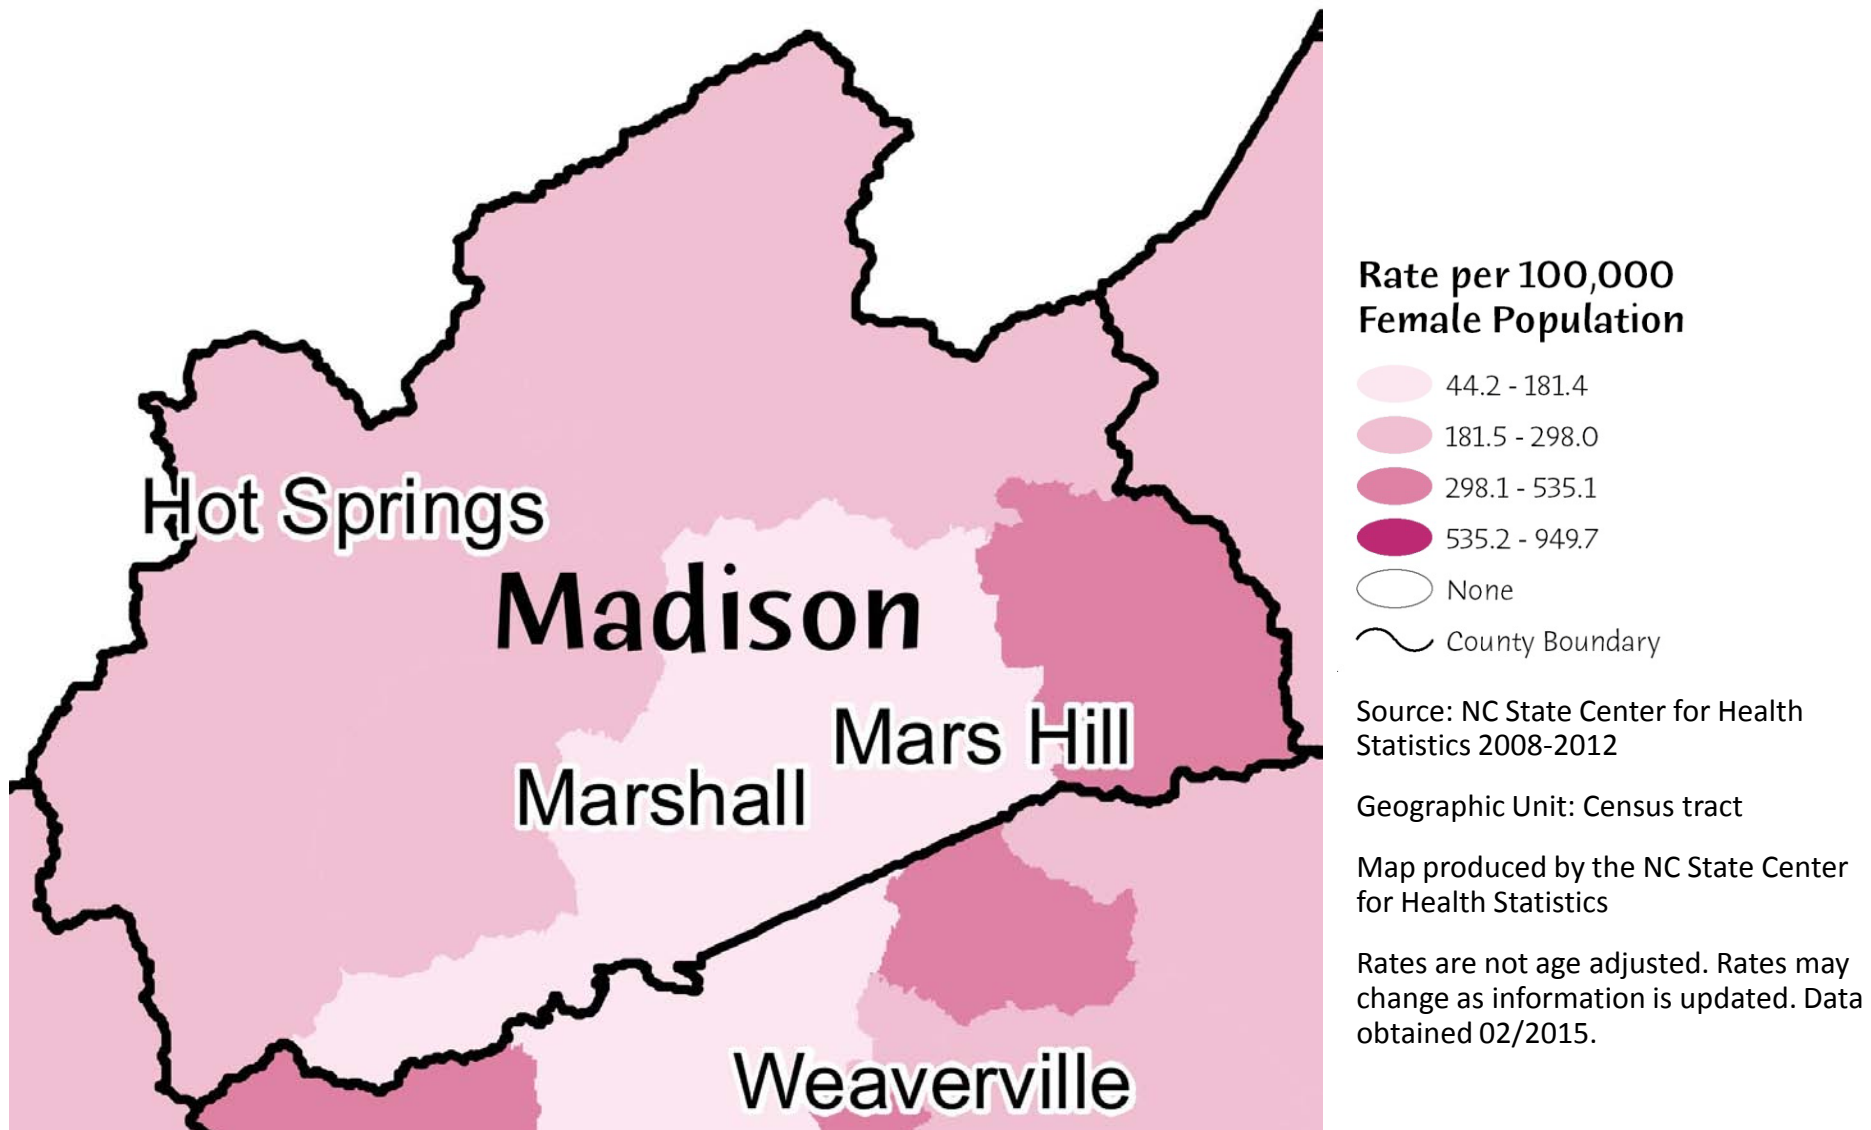 Hot Springs
Madison
Mars Hill
Marshall
Weaverville
Rate per 100,000
Female Population
44.2 - 181.4
181.5 - 298.0
298.1 - 535.1
535.2 - 949.7
None
County Boundary
Source: NC State Center for Health
Statistics 2008-2012
Geographic Unit: Census tract
Map produced by the NC State Center
for Health Statistics
Rates are not age adjusted. Rates may
change as information is updated. Data
obtained 02/2015.